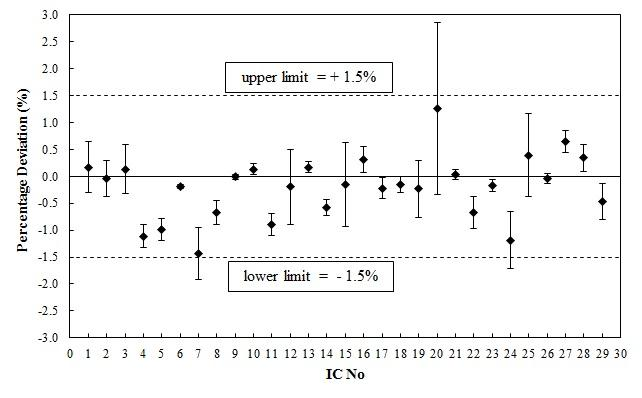 3.0
2.5
2.0
upper limit = + 1.5%
1.5
1.0
0.5
0.0
-0.5
-1.0
-1.5
lower limit = - 1.5%
-2.0
-2.5
-3.0
Percentage Deviation (%)
0 1 2 3 4 5 6 7 8 9 10 11 12 13 14 15 16 17 18 19 20 21 22 23 24 25 26 27 28 29 30
IC No